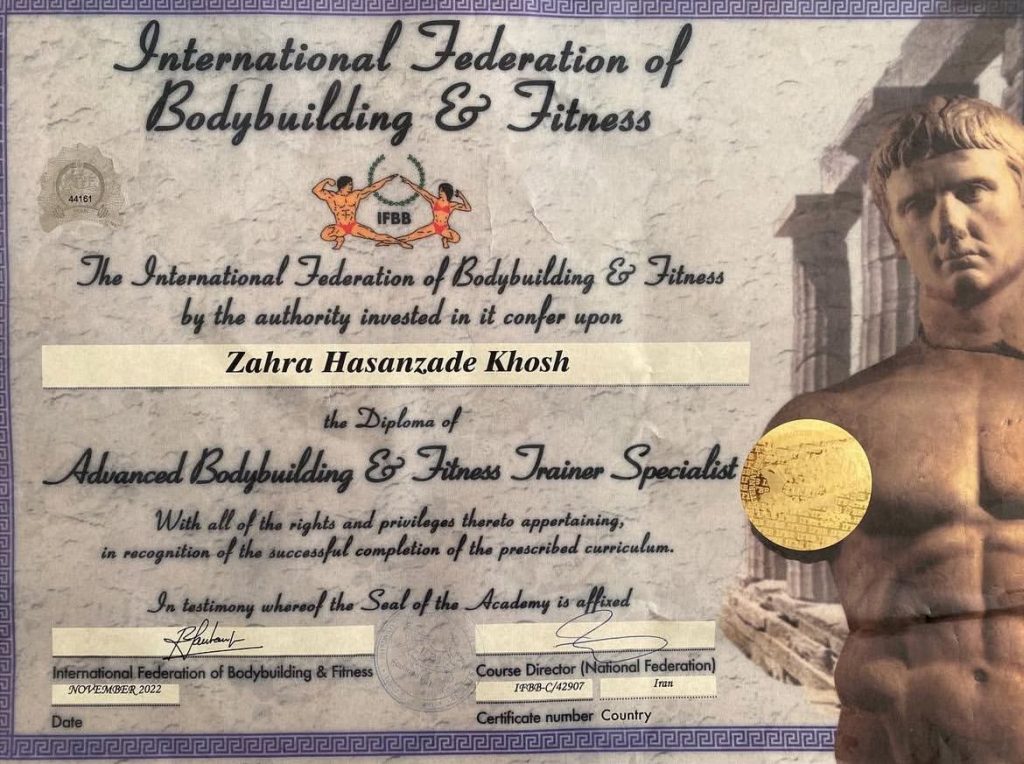 International Federation of
Bodybuilding & Fitness
44161
IFBB
The International Federation of Bodybuilding & Fitness
by the authority invested in it confer upon
Zahra Hasanzade Khosh
the Diploma of
Advanced Bodybuilding & Fitness Trainer Specialist
With all of the rights and privileges thereto appertaining,
in recognition of the successful completion of the prescribed curriculum.
In testimony whereof the Seal of the Academy is affixed
International Federation of Bodybuilding & Fitness
Course Director (National Federation)
NOVEMBER 2022
IFBB-C/42907
Iran
Date
Certificate number
Country